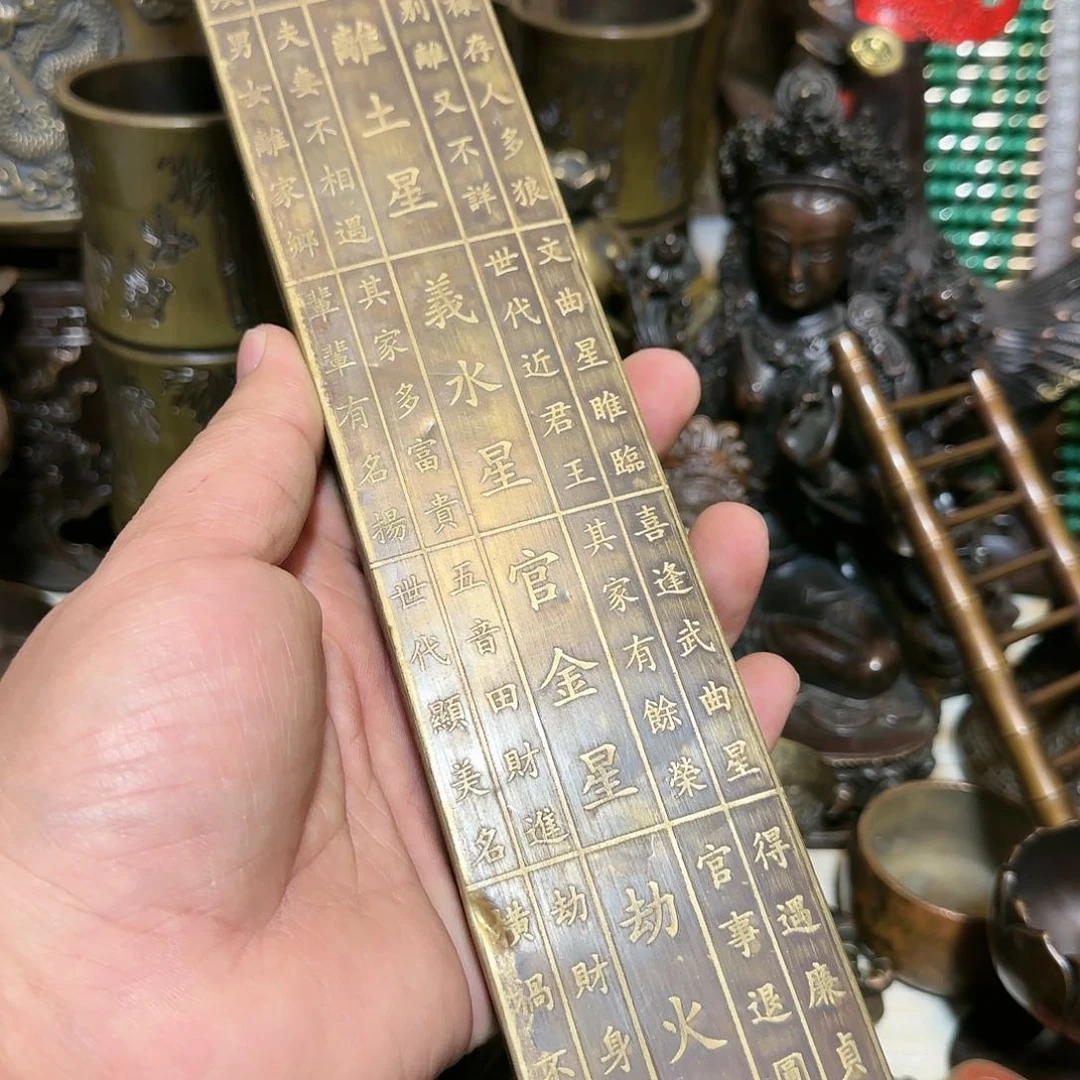 存人多狼
別離又不詳
離土星
夫妻不相過
男女離家鄉
文曲星睢臨
世代近君王
義水星
其家多富貴
輩輩有名揚
喜逢武曲星
其家有餘榮
官金星
五音田財進
世代顯美名
得遇廉貞
官事退
劫火
劫財身
橫禍